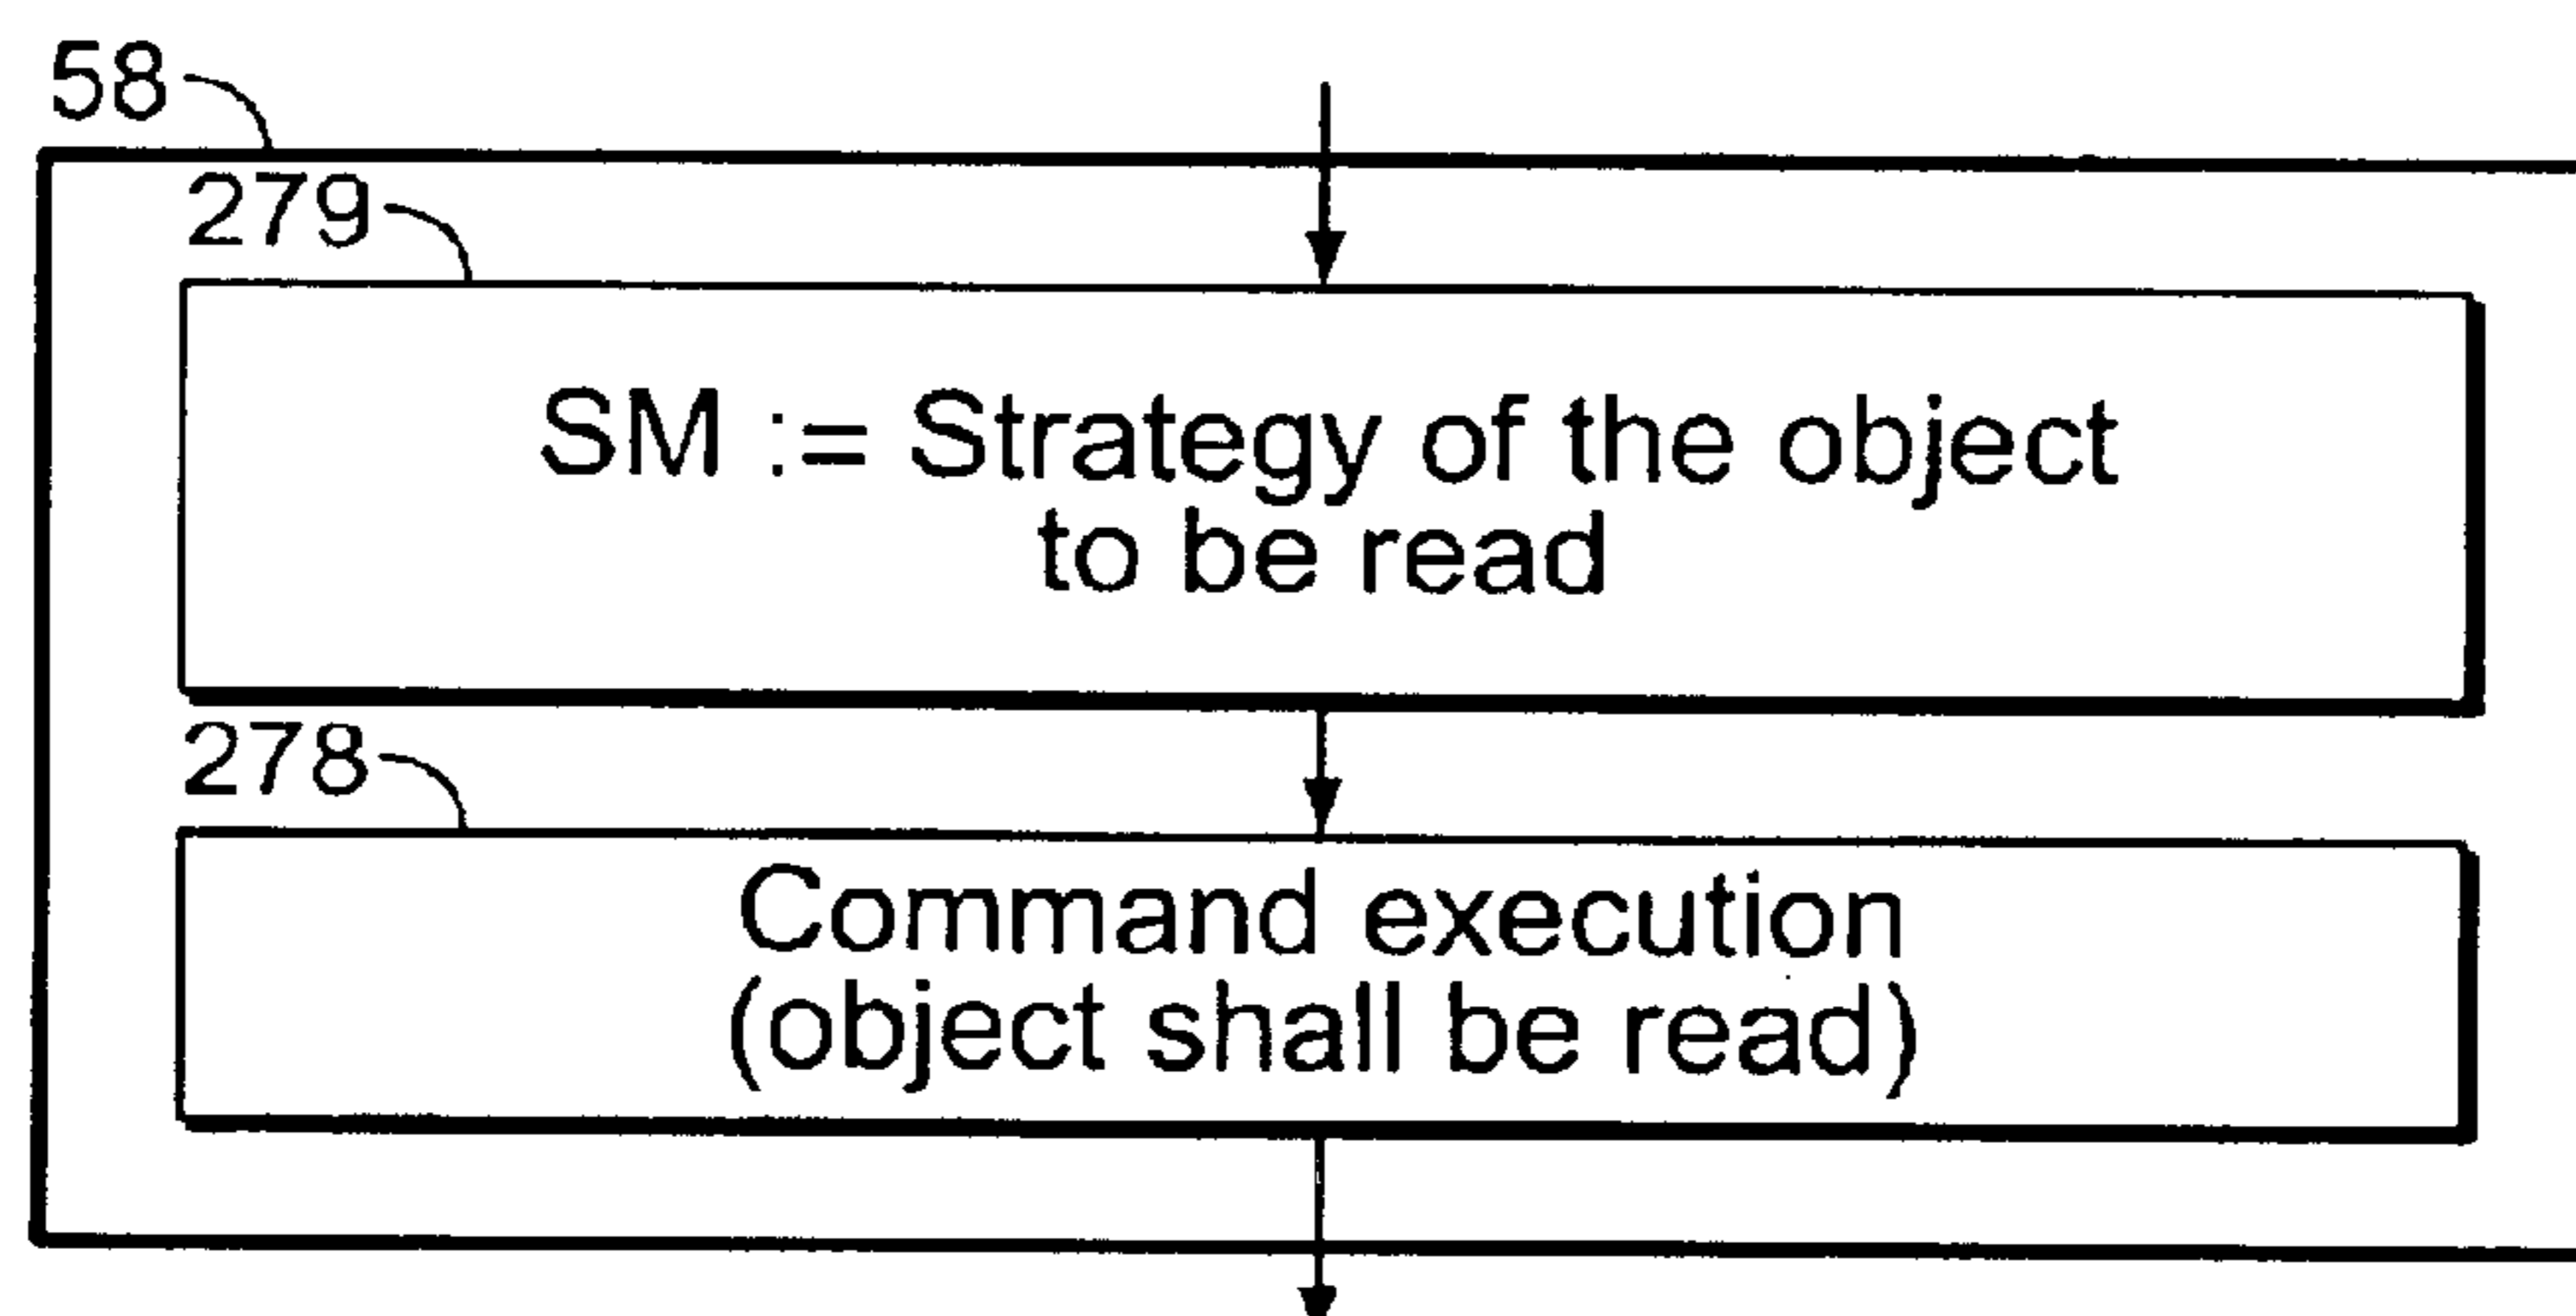 58
279
SM := Strategy of the object
to be read
278
Command execution
(object shall be read)